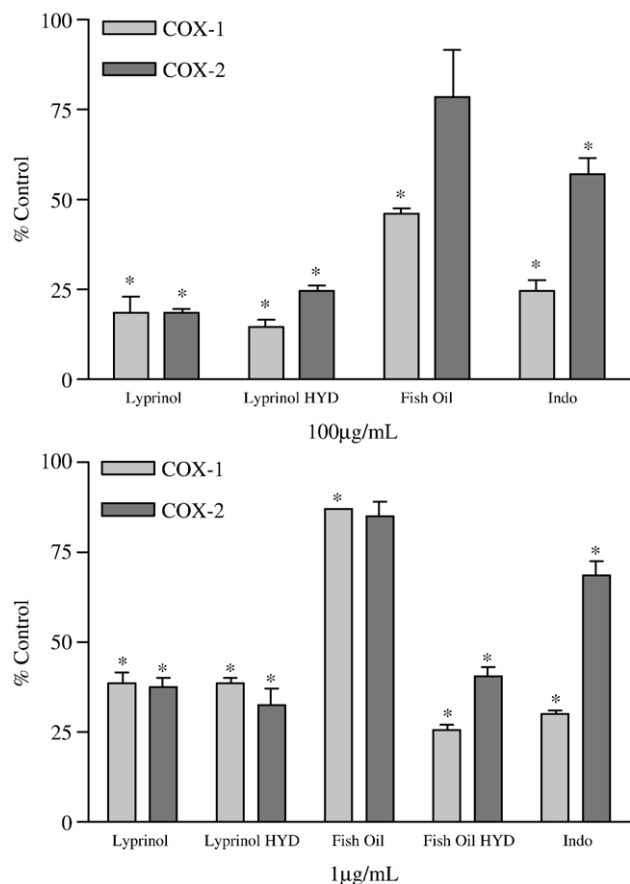 100
75
50
25
0
% Control
COX-1
COX-2
*
*
*
*
*
*
*
Lyprinol
Lyprinol HYD
Fish Oil
Indo
100µg/mL
100
75
50
25
0
% Control
COX-1
COX-2
*
*
*
*
*
*
*
*
*
Lyprinol
Lyprinol HYD
Fish Oil
Fish Oil HYD
Indo
1µg/mL